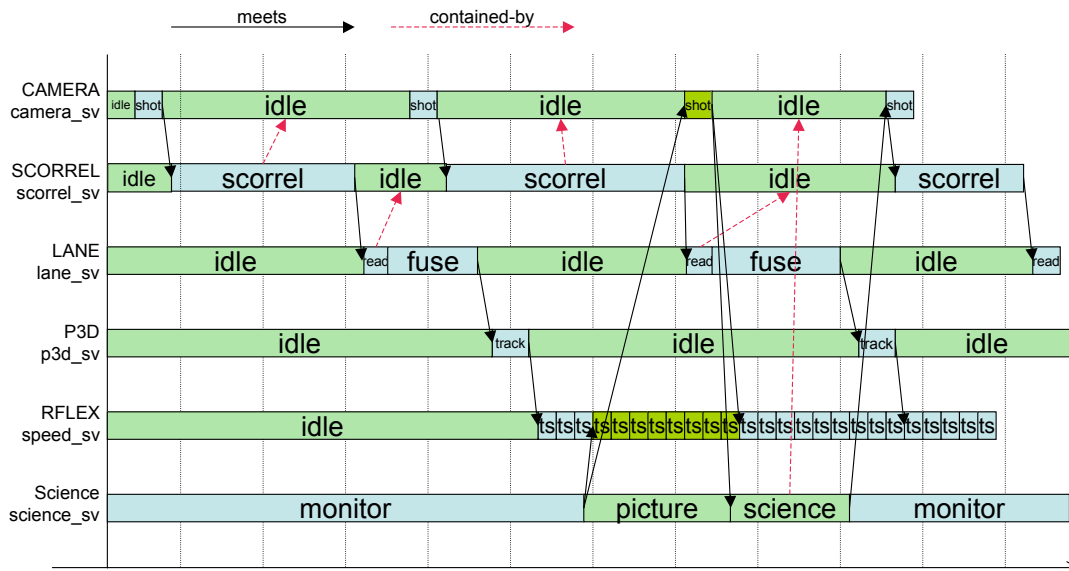 meets contained-by
CAMERA
camera_sv
idle shot idle shot idle shot idle shot
SCORREL
scorrel_sv
idle scorrel idle scorrel idle scorrel
LANE
lane_sv
idle read fuse idle read fuse idle read
P3D
p3d_sv
idle track idle track idle
RFLEX
speed_sv
idle ts ts ts ts ts ts ts ts ts ts ts ts ts ts ts ts ts ts ts ts ts ts ts ts ts
Science
science_sv
monitor picture science monitor